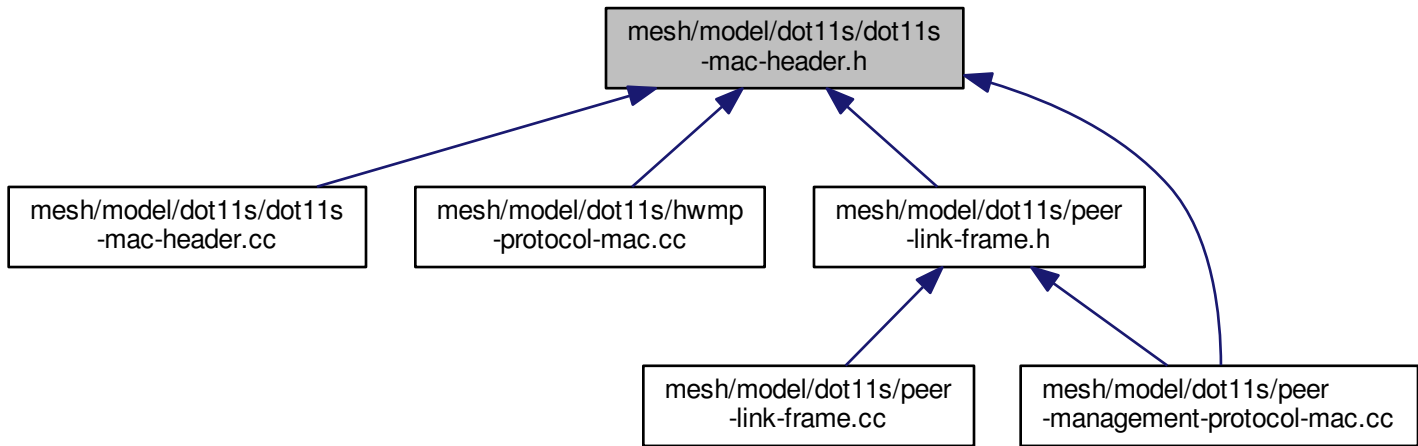 mesh/model/dot11s/dot11s
-mac-header.h
mesh/model/dot11s/dot11s
-mac-header.cc
mesh/model/dot11s/hwmp
-protocol-mac.cc
mesh/model/dot11s/peer
-link-frame.h
mesh/model/dot11s/peer
-link-frame.cc
mesh/model/dot11s/peer
-management-protocol-mac.cc